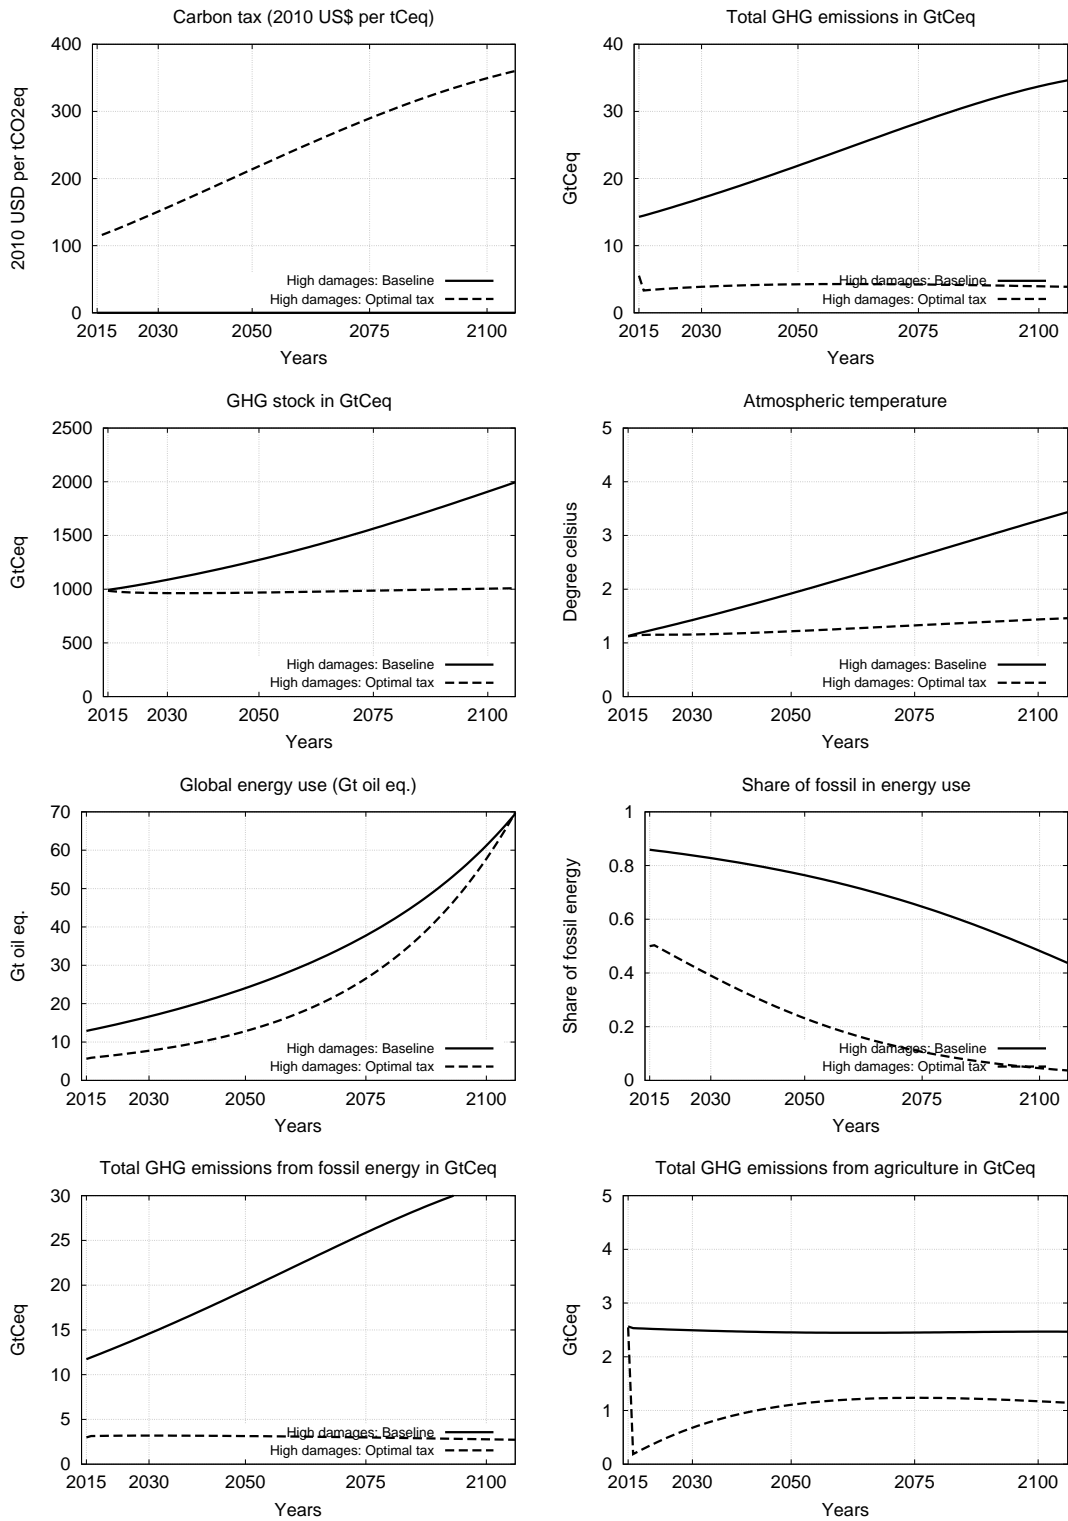 Carbon tax (2010 US$ per tCeq)
2010 USD per tCO2eq
400
300
200
100
0
High damages: Baseline
High damages: Optimal tax
2015 2030 2050 2075 2100
Years
Total GHG emissions in GtCeq
GtCeq
40
30
20
10
0
High damages: Baseline
High damages: Optimal tax
2015 2030 2050 2075 2100
Years
GHG stock in GtCeq
GtCeq
2500
2000
1500
1000
500
0
High damages: Baseline
High damages: Optimal tax
2015 2030 2050 2075 2100
Years
Atmospheric temperature
Degree celsius
5
4
3
2
1
0
High damages: Baseline
High damages: Optimal tax
2015 2030 2050 2075 2100
Years
Global energy use (Gt oil eq.)
Gt oil eq.
70
60
50
40
30
20
10
0
High damages: Baseline
High damages: Optimal tax
2015 2030 2050 2075 2100
Years
Share of fossil in energy use
Share of fossil energy
1
0.8
0.6
0.4
0.2
0
High damages: Baseline
High damages: Optimal tax
2015 2030 2050 2075 2100
Years
Total GHG emissions from fossil energy in GtCeq
GtCeq
30
25
20
15
10
5
0
High damages: Baseline
High damages: Optimal tax
2015 2030 2050 2075 2100
Years
Total GHG emissions from agriculture in GtCeq
GtCeq
5
4
3
2
1
0
High damages: Baseline
High damages: Optimal tax
2015 2030 2050 2075 2100
Years